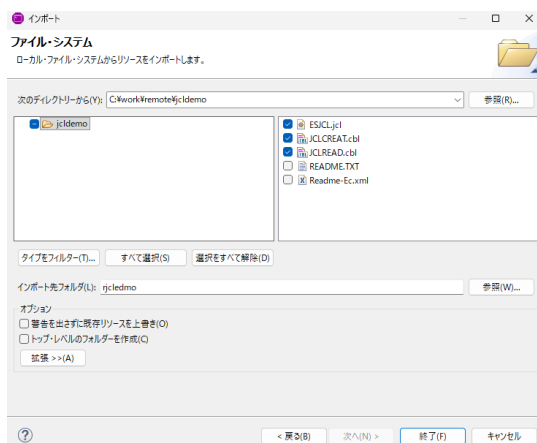 インポート
ファイル・システム
ローカル・ファイル・システムからリソースをインポートします。
次のディレクトリーから(Y): C:¥work¥remote¥jcldemo 参照(R)...
jcldemo
ESJCL.jcl
JCLCREAT.cbl
JCLREAD.cbl
README.TXT
Readme-Ec.xml
タイプをフィルター(T)... すべて選択(S) 選択をすべて解除(D)
インポート先フォルダ(L): rjcledmo 参照(W)...
オプション
警告を出さずに既存リソースを上書き(O)
トップ・レベルのフォルダーを作成(C)
拡張 >>(A)
? < 戻る(B) 次へ(N) > 終了(F) キャンセル